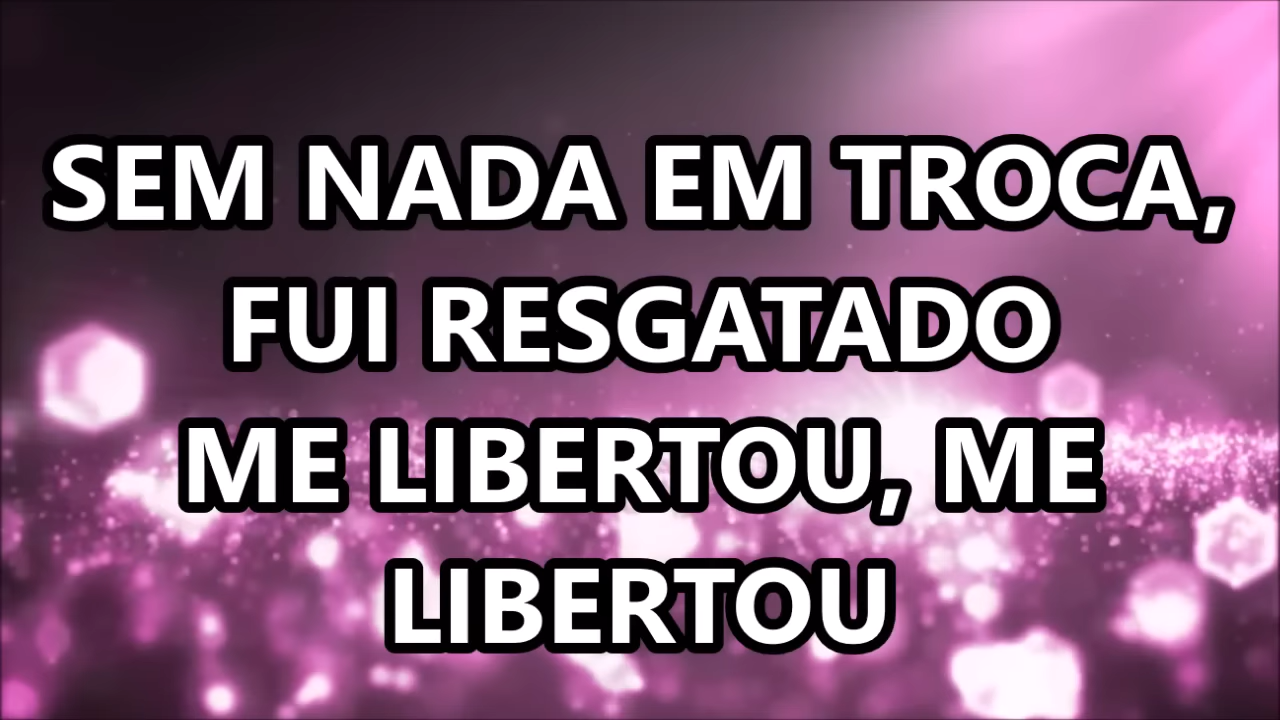 SEM NADA EM TROCA,
FUI RESGATADO
ME LIBERTOU, ME
LIBERTOU